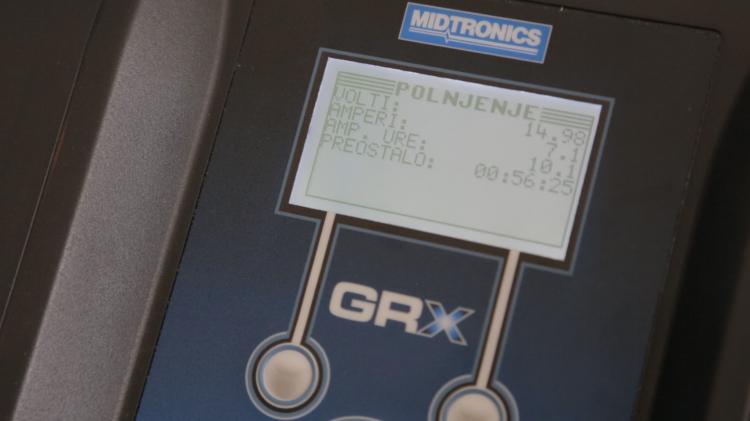 MIDTRONICS
POLNJENJE
VOLTI: 14.98
AMPERI: 7.1
AMP. URE: 10.1
PREOSTALO: 00:56:25
GRX